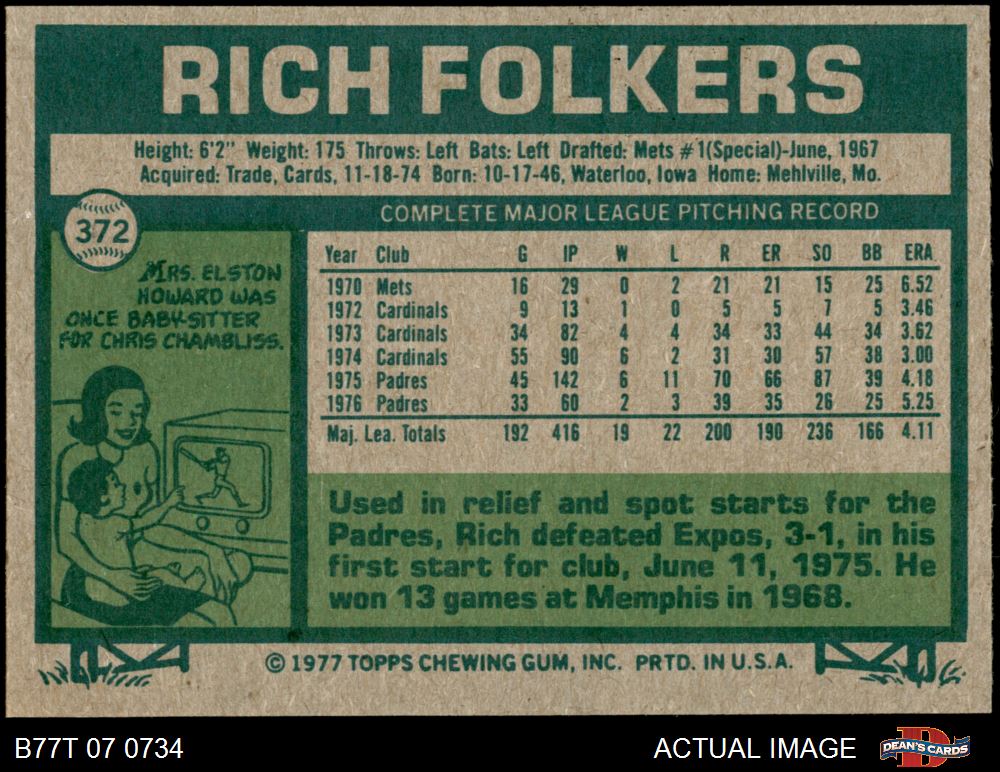 RICH FOLKERS
Height: 6'2" Weight: 175 Throws: Left Bats: Left Drafted: Mets #1(Special)-June, 1967
Acquired: Trade, Cards, 11-18-74 Born: 10-17-46, Waterloo, Iowa Home: Mehlville, Mo.
372
COMPLETE MAJOR LEAGUE PITCHING RECORD
MRS. ELSTON
HOWARD WAS
ONCE BABY-SITTER
FOR CHRIS CHAMBLISS.
Year Club G IP W L R ER SO BB ERA
1970 Mets 16 29 0 2 21 21 15 25 6.52
1972 Cardinals 9 13 1 0 5 5 7 5 3.46
1973 Cardinals 34 82 4 4 34 33 44 34 3.62
1974 Cardinals 55 90 6 2 31 30 57 38 3.00
1975 Padres 45 142 6 11 70 66 87 39 4.18
1976 Padres 33 60 2 3 39 35 26 25 5.25
Maj. Lea. Totals 192 416 19 22 200 190 236 166 4.11
Used in relief and spot starts for the
Padres, Rich defeated Expos, 3-1, in his
first start for club, June 11, 1975. He
won 13 games at Memphis in 1968.
© 1977 TOPPS CHEWING GUM, INC. PRTD. IN U.S.A.
B77T 07 0734
ACTUAL IMAGE
D
DEAN'S CARDS